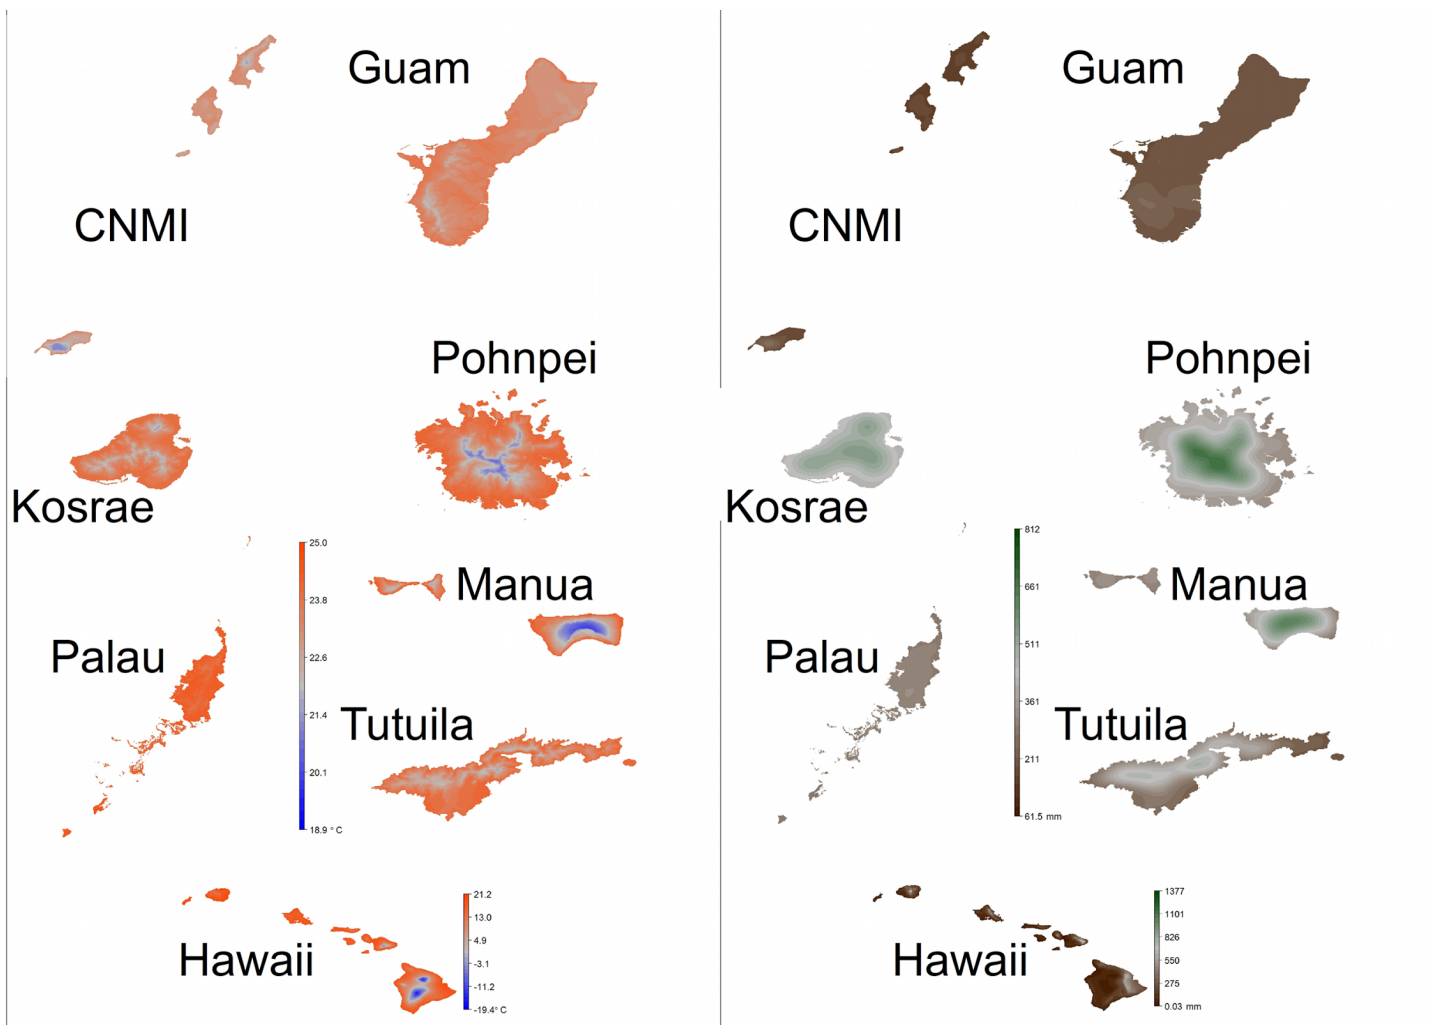 Guam
CNMI
Pohnpei
Kosrae
25.0
23.8
22.6
21.4
20.1
18.9 ° C
Manua
Palau
Tutuila
Hawaii
21.2
13.0
4.9
-3.1
-11.2
-19.4° C
Guam
CNMI
Pohnpei
Kosrae
812
661
511
361
211
61.5 mm
Manua
Palau
Tutuila
Hawaii
1377
1101
826
550
275
0.03 mm